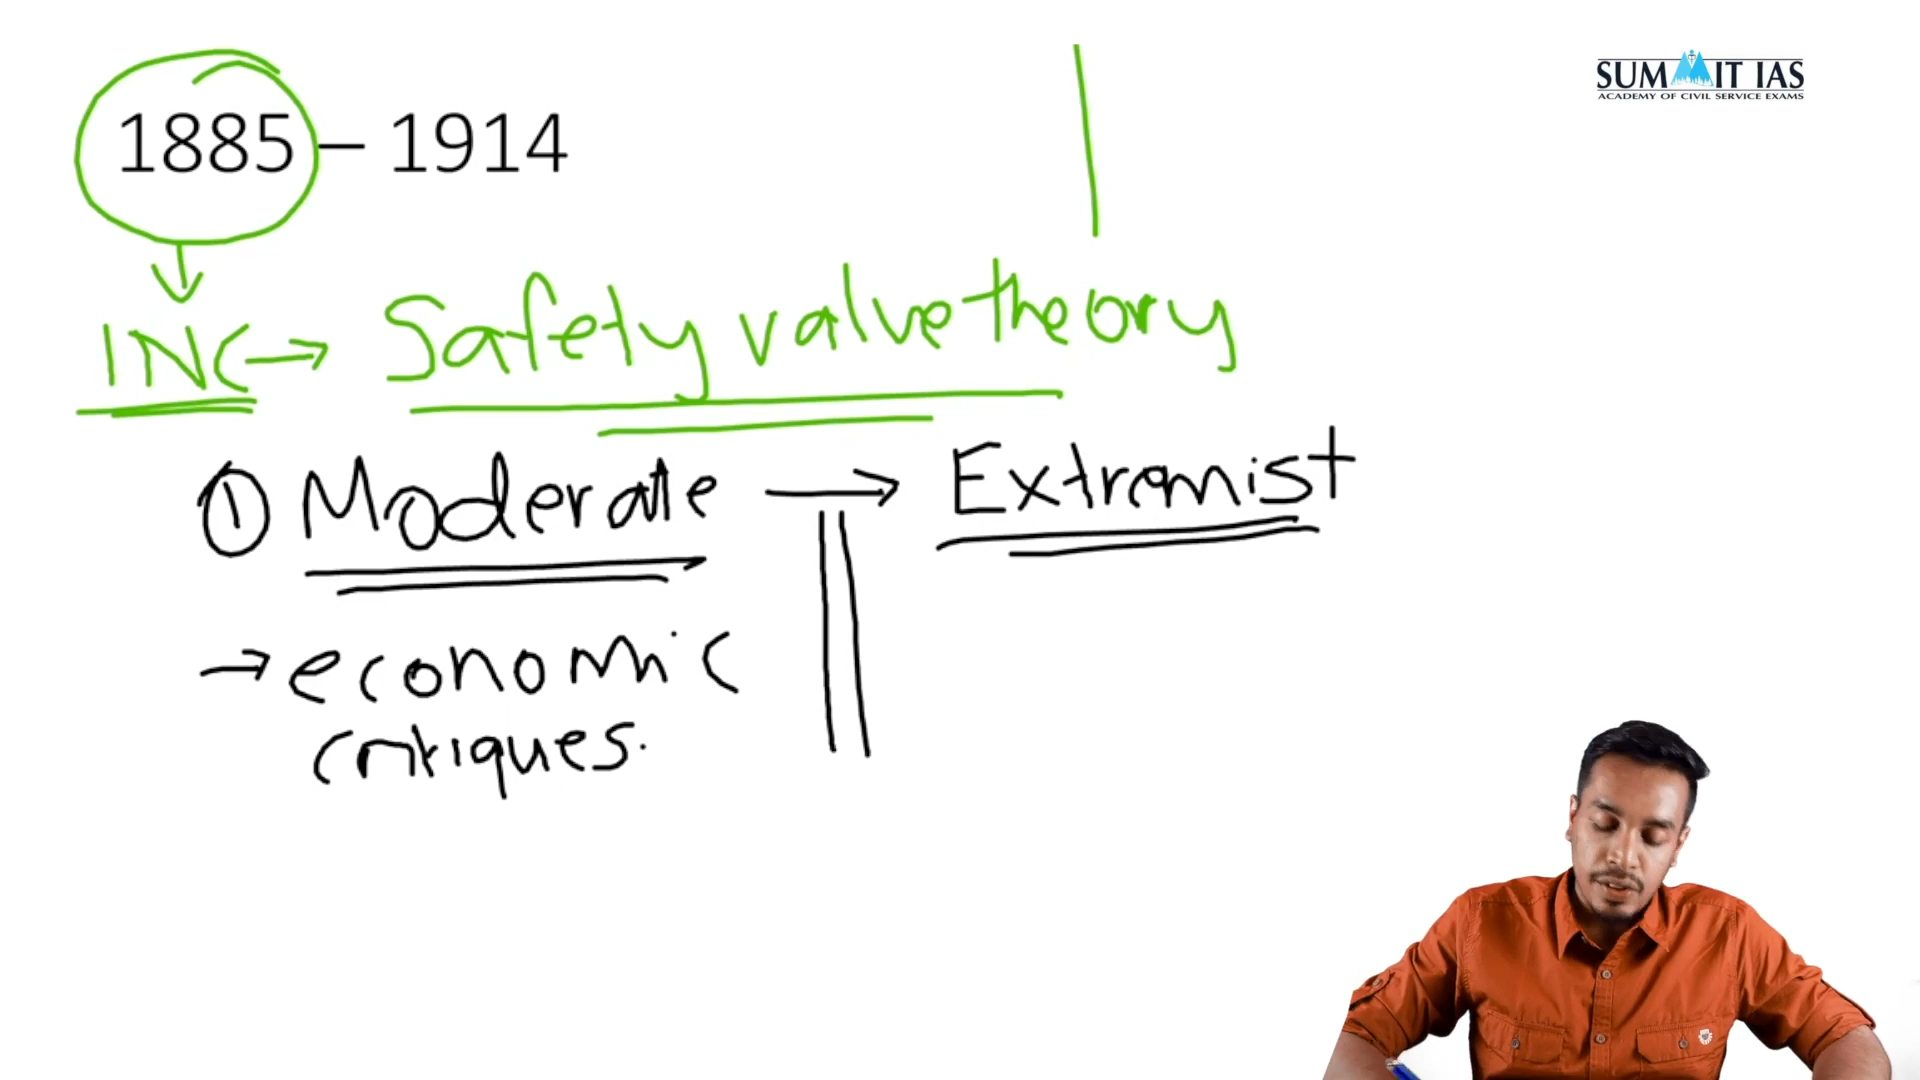 SUMMIT IAS
ACADEMY OF CIVIL SERVICE EXAMS
1885 – 1914
INC → Safety valve theory
① Moderate → Extremist
→ economic
critiques.